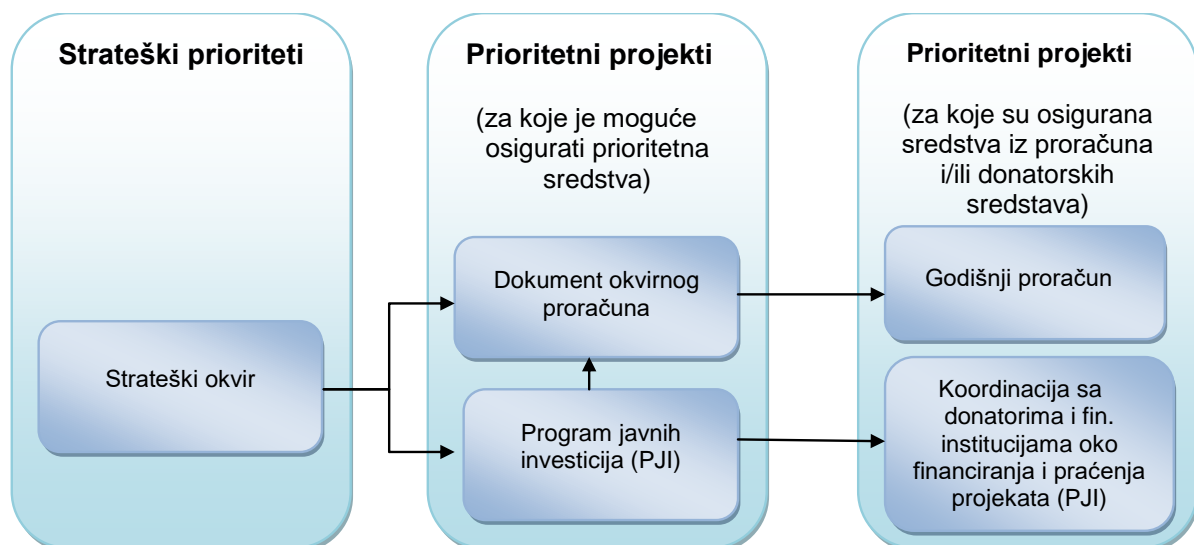 Strateški prioriteti
Strateški okvir
Prioritetni projekti
(za koje je moguće
osigurati prioritetna
sredstva)
Dokument okvirnog
proračuna
Program javnih
investicija (PJI)
Prioritetni projekti
(za koje su osigurana
sredstva iz proračuna
i/ili donatorskih
sredstava)
Godišnji proračun
Koordinacija sa
donatorima i fin.
institucijama oko
financiranja i praćenja
projekata (PJI)